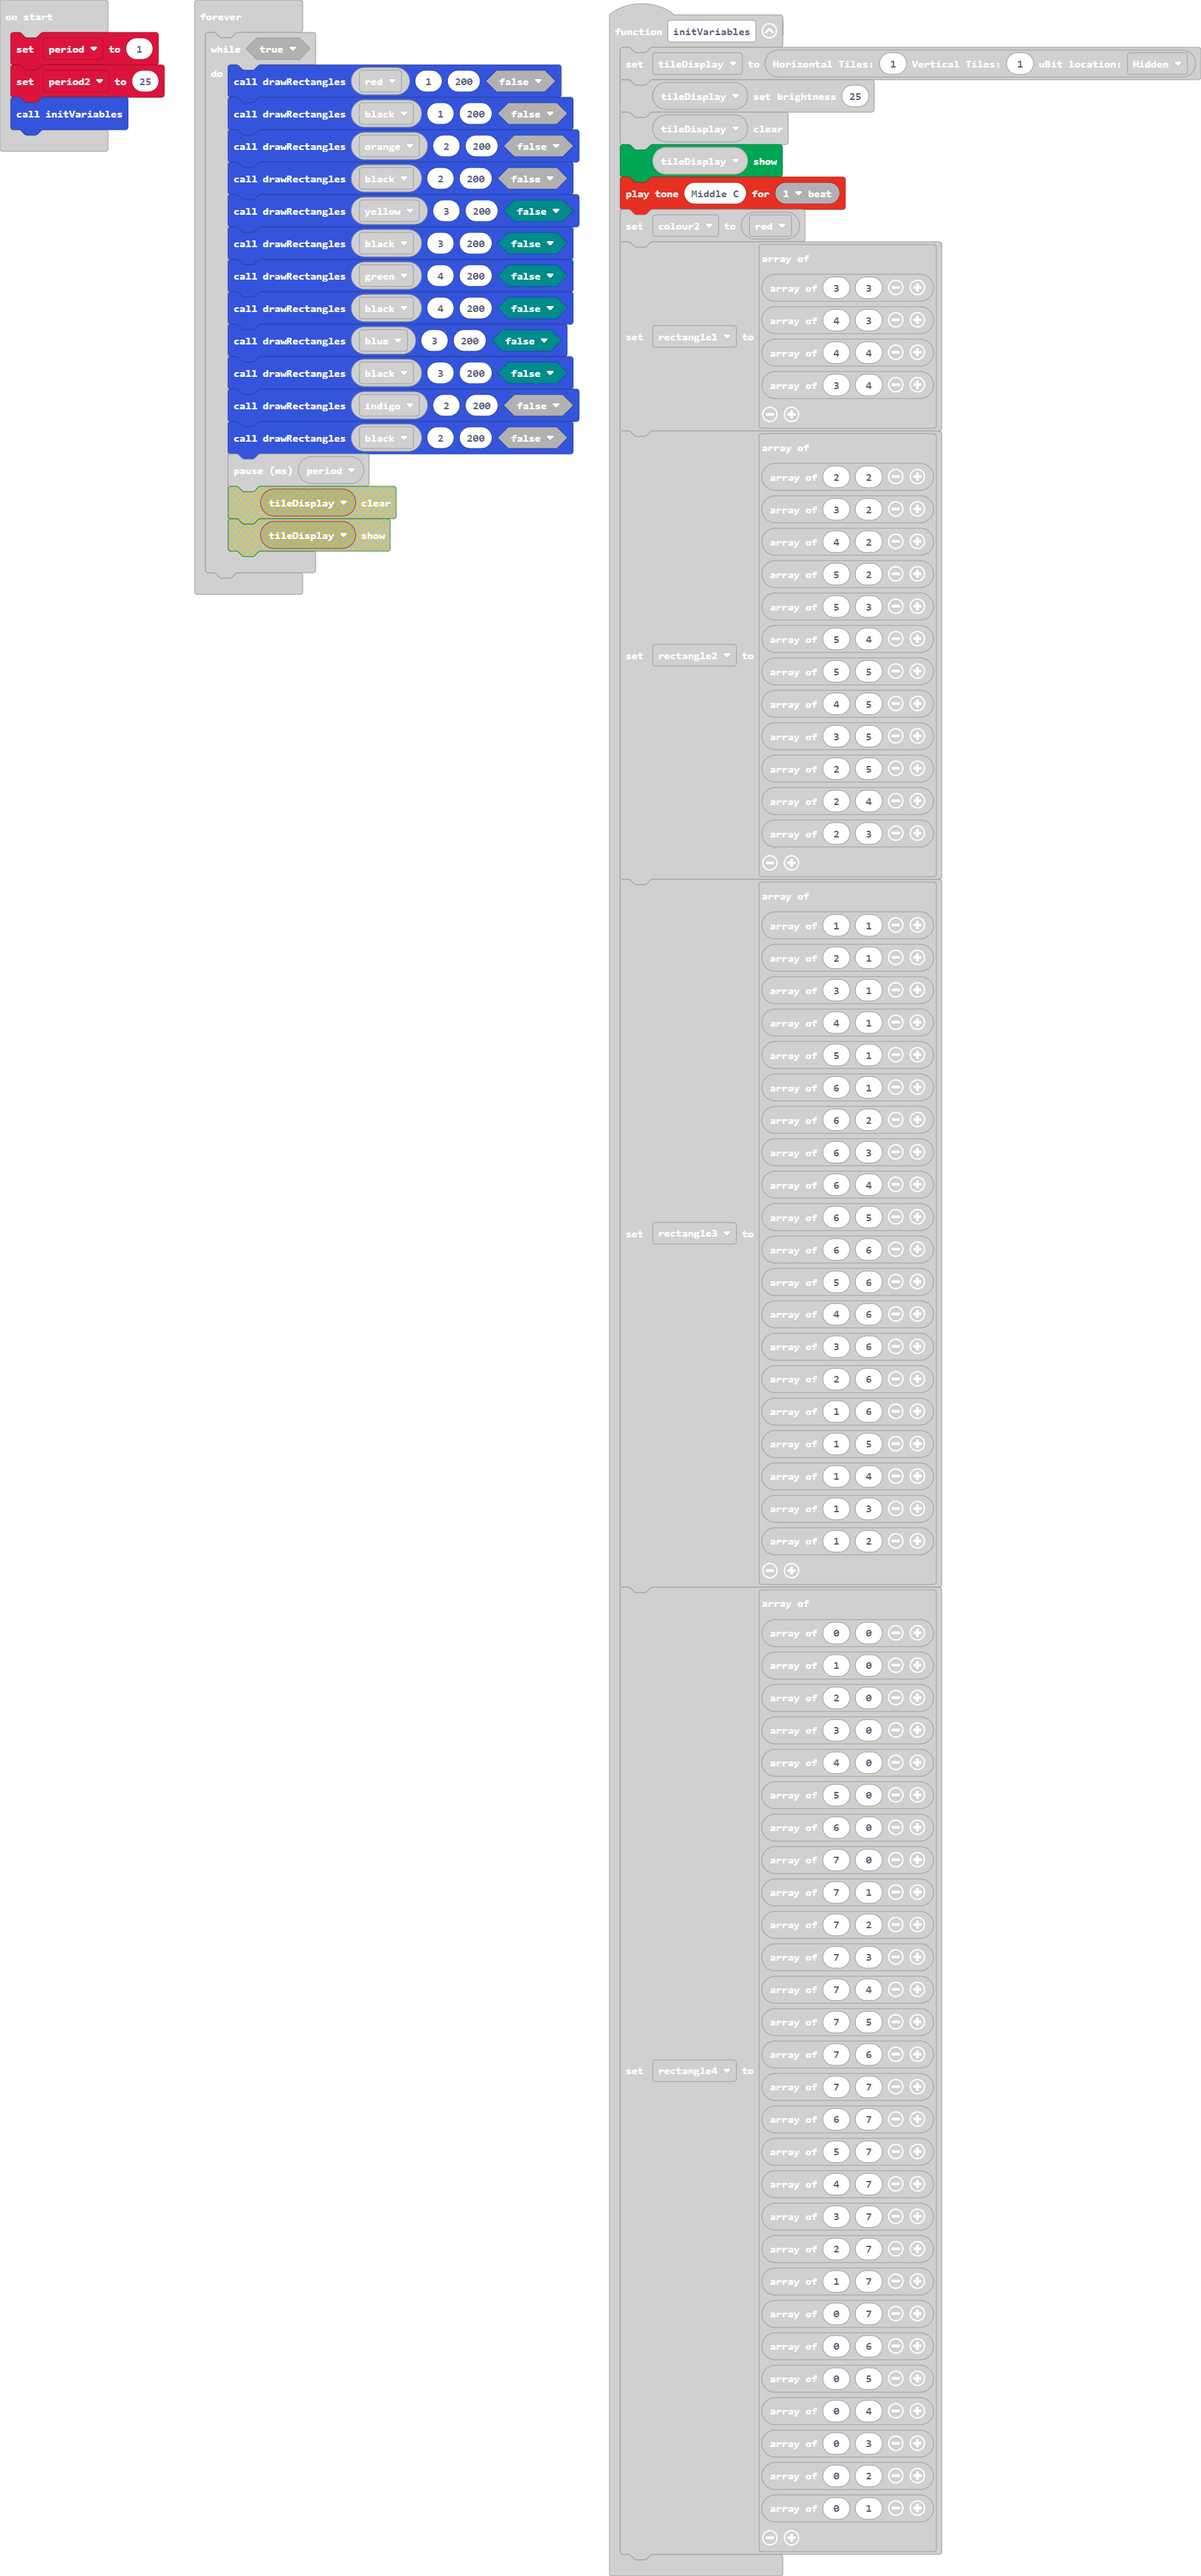 on start
set period to 1
set period2 to 25
call initVariables
forever
while true
do
call drawRectangles red 1 200 false
call drawRectangles black 1 200 false
call drawRectangles orange 2 200 false
call drawRectangles black 2 200 false
call drawRectangles yellow 3 200 false
call drawRectangles black 3 200 false
call drawRectangles green 4 200 false
call drawRectangles black 4 200 false
call drawRectangles blue 3 200 false
call drawRectangles black 3 200 false
call drawRectangles indigo 2 200 false
call drawRectangles black 2 200 false
pause (ms) period
tileDisplay clear
tileDisplay show
function initVariables
set tileDisplay to Horizontal Tiles: 1 Vertical Tiles: 1 uBit location: Hidden
tileDisplay set brightness 25
tileDisplay clear
tileDisplay show
play tone Middle C for 1 beat
set colour2 to red
set rectangle1 to
array of
array of 3 3
array of 4 3
array of 4 4
array of 3 4
set rectangle2 to
array of
array of 2 2
array of 3 2
array of 4 2
array of 5 2
array of 5 3
array of 5 4
array of 5 5
array of 4 5
array of 3 5
array of 2 5
array of 2 4
array of 2 3
set rectangle3 to
array of
array of 1 1
array of 2 1
array of 3 1
array of 4 1
array of 5 1
array of 6 1
array of 6 2
array of 6 3
array of 6 4
array of 6 5
array of 6 6
array of 5 6
array of 4 6
array of 3 6
array of 2 6
array of 1 6
array of 1 5
array of 1 4
array of 1 3
array of 1 2
set rectangle4 to
array of
array of 0 0
array of 1 0
array of 2 0
array of 3 0
array of 4 0
array of 5 0
array of 6 0
array of 7 0
array of 7 1
array of 7 2
array of 7 3
array of 7 4
array of 7 5
array of 7 6
array of 7 7
array of 6 7
array of 5 7
array of 4 7
array of 3 7
array of 2 7
array of 1 7
array of 0 7
array of 0 6
array of 0 5
array of 0 4
array of 0 3
array of 0 2
array of 0 1